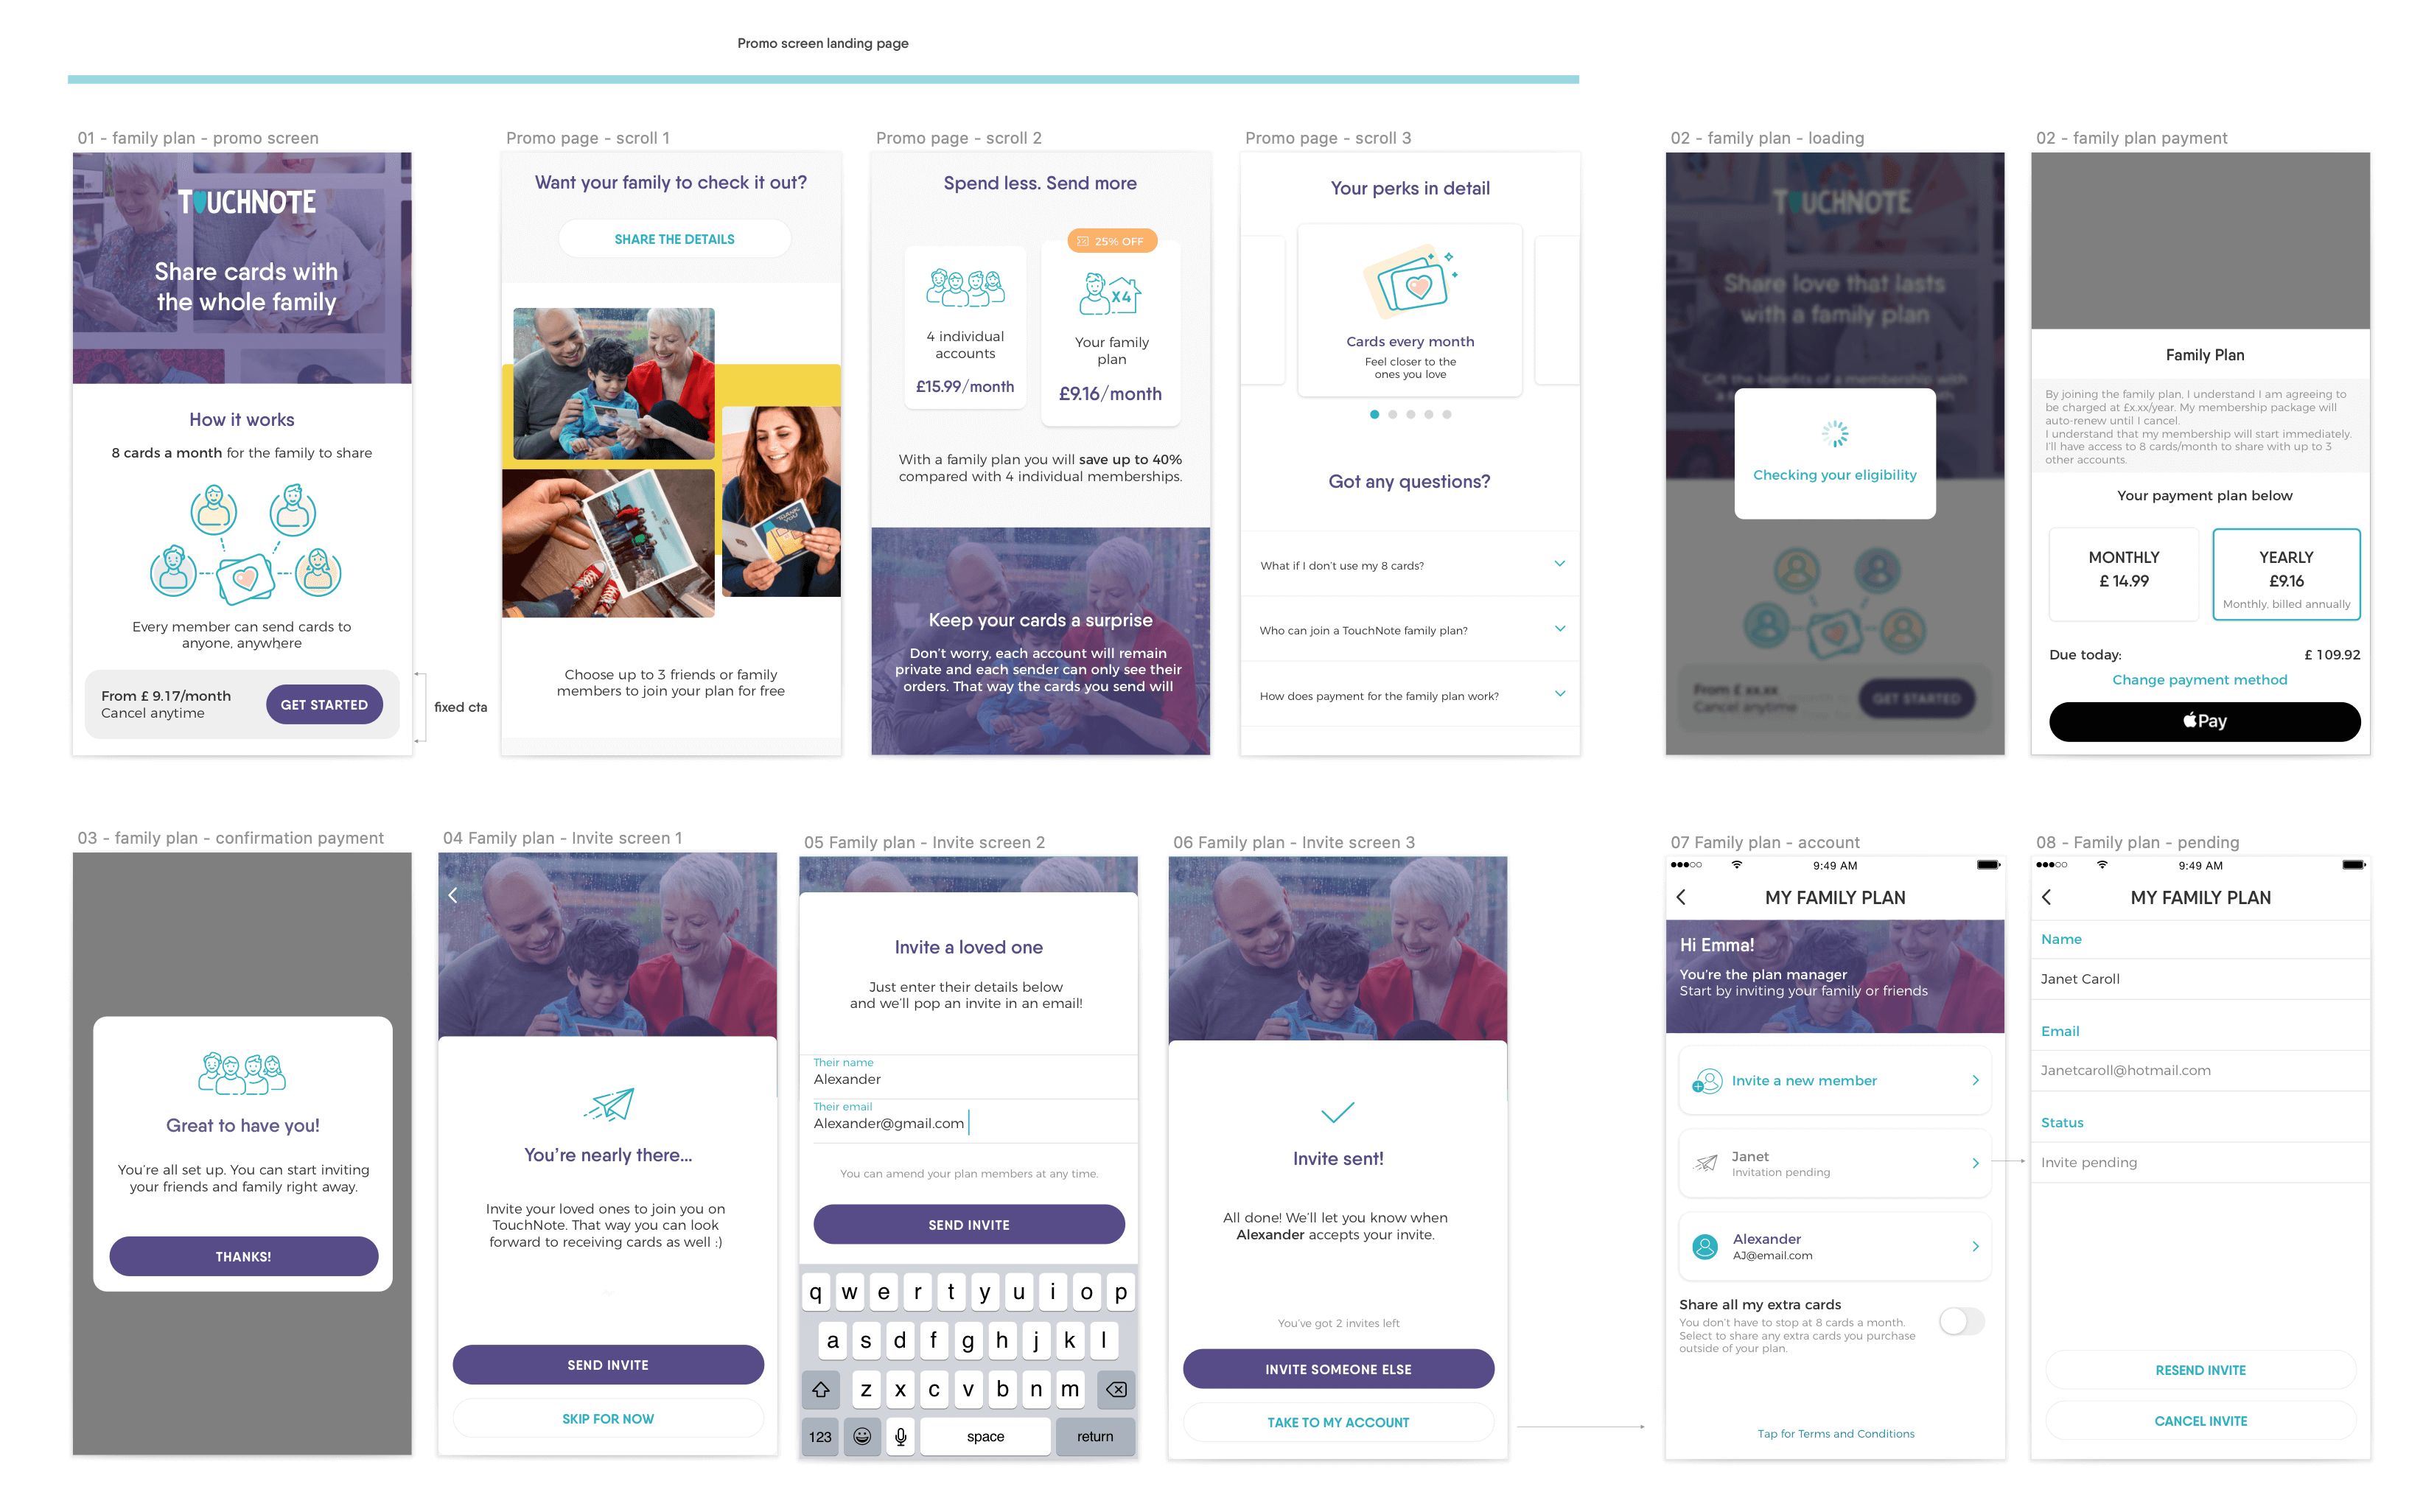 Promo screen landing page
01 - family plan - promo screen
TOUCHNOTE
Share cards with
the whole family
How it works
8 cards a month for the family to share
Every member can send cards to
anyone, anywhere
From £ 9.17/month
Cancel anytime
GET STARTED
fixed cta
Promo page - scroll 1
Want your family to check it out?
SHARE THE DETAILS
THANK
YOU
Choose up to 3 friends or family
members to join your plan for free
Promo page - scroll 2
Spend less. Send more
25% OFF
4 individual
accounts
£15.99/month
X4
Your family
plan
£9.16/month
With a family plan you will save up to 40%
compared with 4 individual memberships.
Keep your cards a surprise
Don't worry, each account will remain
private and each sender can only see their
orders. That way the cards you send will
Promo page - scroll 3
Your perks in detail
Cards every month
Feel closer to the
ones you love
Got any questions?
What if I don't use my 8 cards?
Who can join a TouchNote family plan?
How does payment for the family plan work?
02 - family plan - loading
TOUCHNOTE
Share love that lasts
with a family plan
Gift the benefits of a membership with
Checking your eligibility
From £ xx.xx
Cancel anytime
GET STARTED
02 - family plan payment
Family Plan
By joining the family plan, I understand I am agreeing to
be charged at £x.xx/year. My membership package will
auto-renew until I cancel.
I understand that my membership will start immediately.
I'll have access to 8 cards/month to share with up to 3
other accounts.
Your payment plan below
MONTHLY
£ 14.99
YEARLY
£9.16
Monthly, billed annually
Due today:
£ 109.92
Change payment method
Pay
03 - family plan - confirmation payment
Great to have you!
You're all set up. You can start inviting
your friends and family right away.
THANKS!
04 Family plan - Invite screen 1
You're nearly there...
Invite your loved ones to join you on
TouchNote. That way you can look
forward to receiving cards as well :)
SEND INVITE
SKIP FOR NOW
05 Family plan - Invite screen 2
Invite a loved one
Just enter their details below
and we'll pop an invite in an email!
Their name
Alexander
Their email
Alexander@gmail.com
You can amend your plan members at any time.
SEND INVITE
q w e r t y u i o p
a s d f g h j k l
z x c v b n m
123 space return
06 Family plan - Invite screen 3
Invite sent!
All done! We'll let you know when
Alexander accepts your invite.
You've got 2 invites left
INVITE SOMEONE ELSE
TAKE TO MY ACCOUNT
07 Family plan - account
9:49 AM
MY FAMILY PLAN
Hi Emma!
You're the plan manager
Start by inviting your family or friends
Invite a new member
Janet
Invitation pending
Alexander
AJ@email.com
Share all my extra cards
You don't have to stop at 8 cards a month.
Select to share any extra cards you purchase
outside of your plan.
Tap for Terms and Conditions
08 - Family plan - pending
9:49 AM
MY FAMILY PLAN
Name
Janet Caroll
Email
Janetcaroll@hotmail.com
Status
Invite pending
RESEND INVITE
CANCEL INVITE